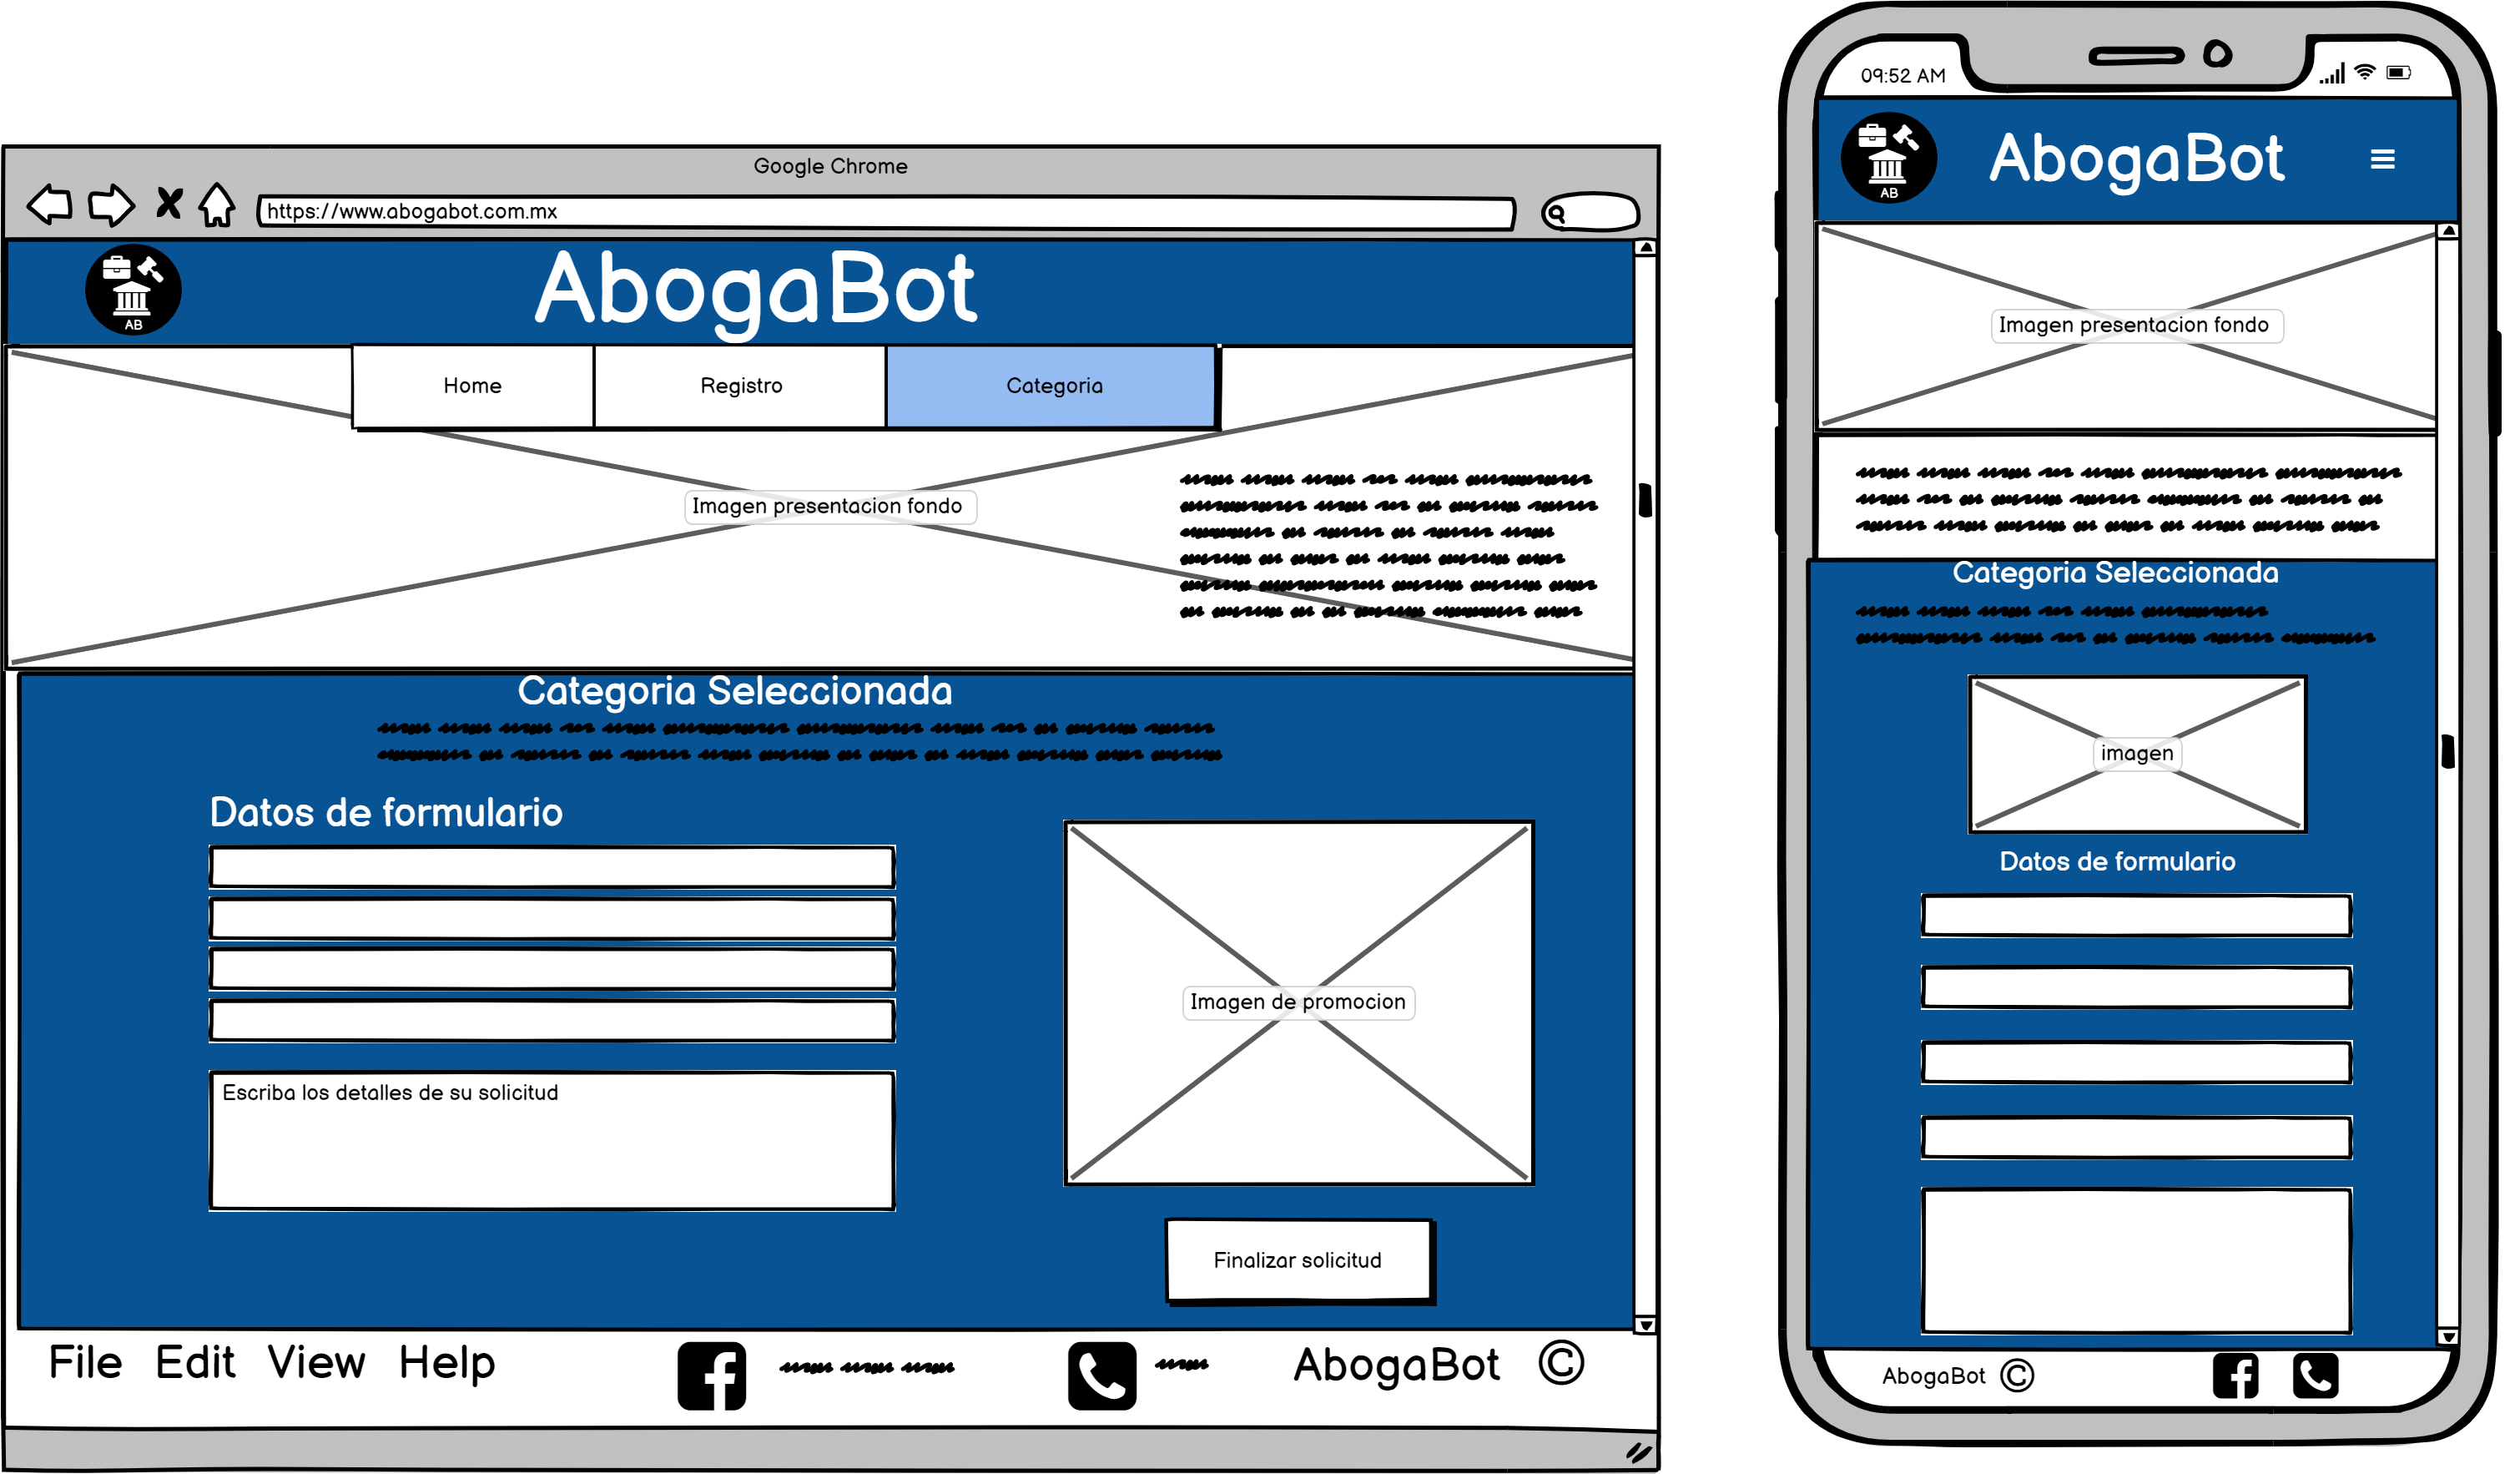 Google Chrome
https://www.abogabot.com.mx
AB
AbogaBot
Home
Registro
Categoria
Imagen presentacion fondo
Categoria Seleccionada
Datos de formulario
Escriba los detalles de su solicitud
Imagen de promocion
Finalizar solicitud
File Edit View Help
AbogaBot ©
09:52 AM
AB
AbogaBot
Imagen presentacion fondo
Categoria Seleccionada
imagen
Datos de formulario
AbogaBot ©